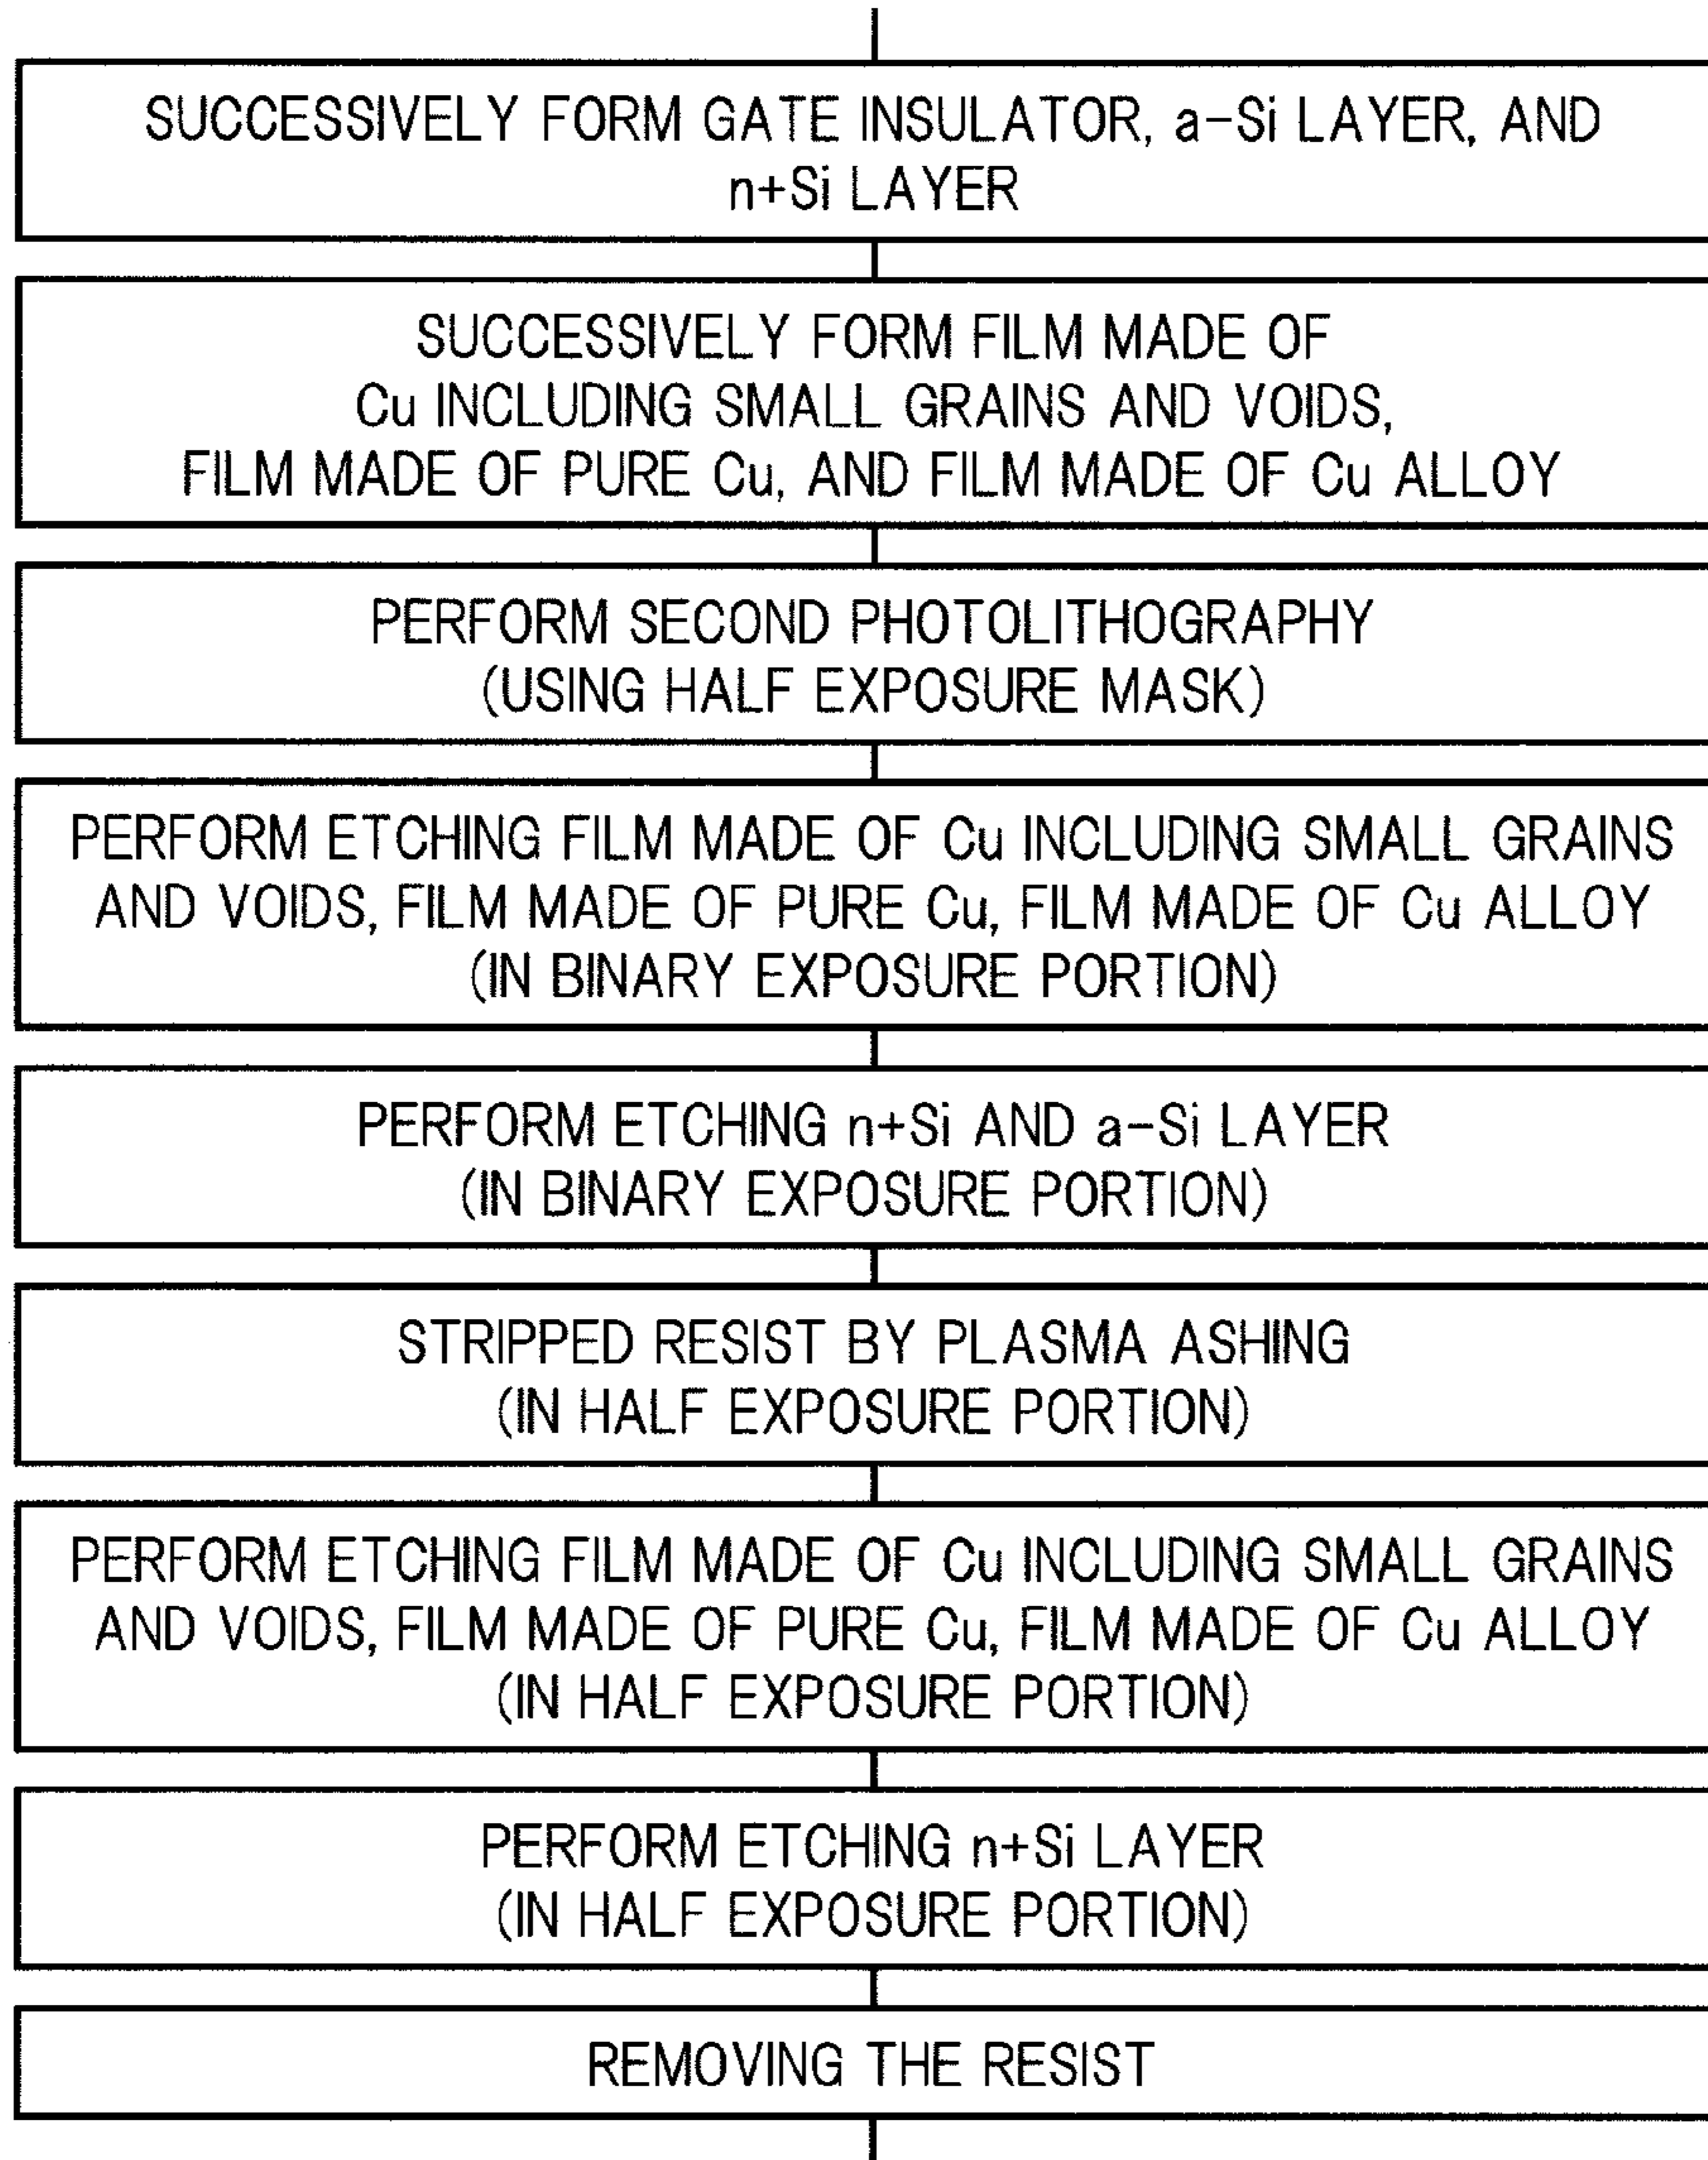 SUCCESSIVELY FORM GATE INSULATOR, a-Si LAYER, AND
n+Si LAYER
SUCCESSIVELY FORM FILM MADE OF
Cu INCLUDING SMALL GRAINS AND VOIDS,
FILM MADE OF PURE Cu, AND FILM MADE OF Cu ALLOY
PERFORM SECOND PHOTOLITHOGRAPHY
(USING HALF EXPOSURE MASK)
PERFORM ETCHING FILM MADE OF Cu INCLUDING SMALL GRAINS
AND VOIDS, FILM MADE OF PURE Cu, FILM MADE OF Cu ALLOY
(IN BINARY EXPOSURE PORTION)
PERFORM ETCHING n+Si AND a-Si LAYER
(IN BINARY EXPOSURE PORTION)
STRIPPED RESIST BY PLASMA ASHING
(IN HALF EXPOSURE PORTION)
PERFORM ETCHING FILM MADE OF Cu INCLUDING SMALL GRAINS
AND VOIDS, FILM MADE OF PURE Cu, FILM MADE OF Cu ALLOY
(IN HALF EXPOSURE PORTION)
PERFORM ETCHING n+Si LAYER
(IN HALF EXPOSURE PORTION)
REMOVING THE RESIST